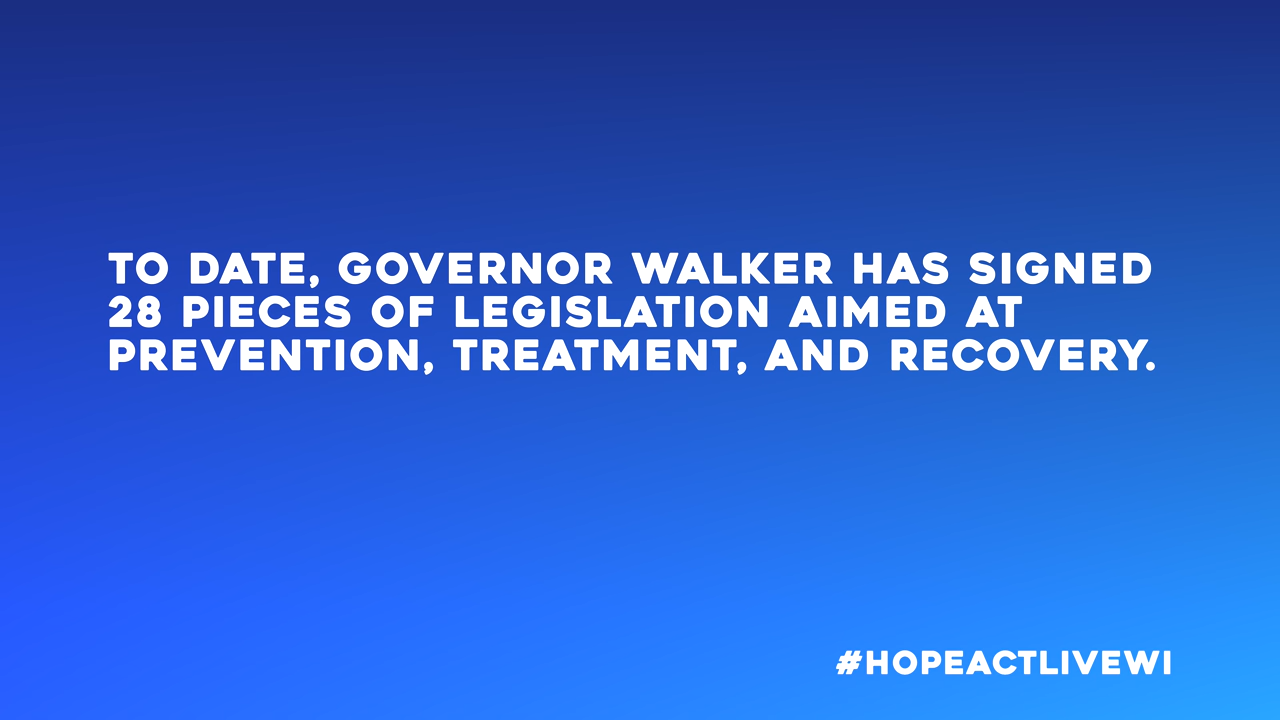 TO DATE, GOVERNOR WALKER HAS SIGNED
28 PIECES OF LEGISLATION AIMED AT
PREVENTION, TREATMENT, AND RECOVERY.
#HOPEACTLIVEWI